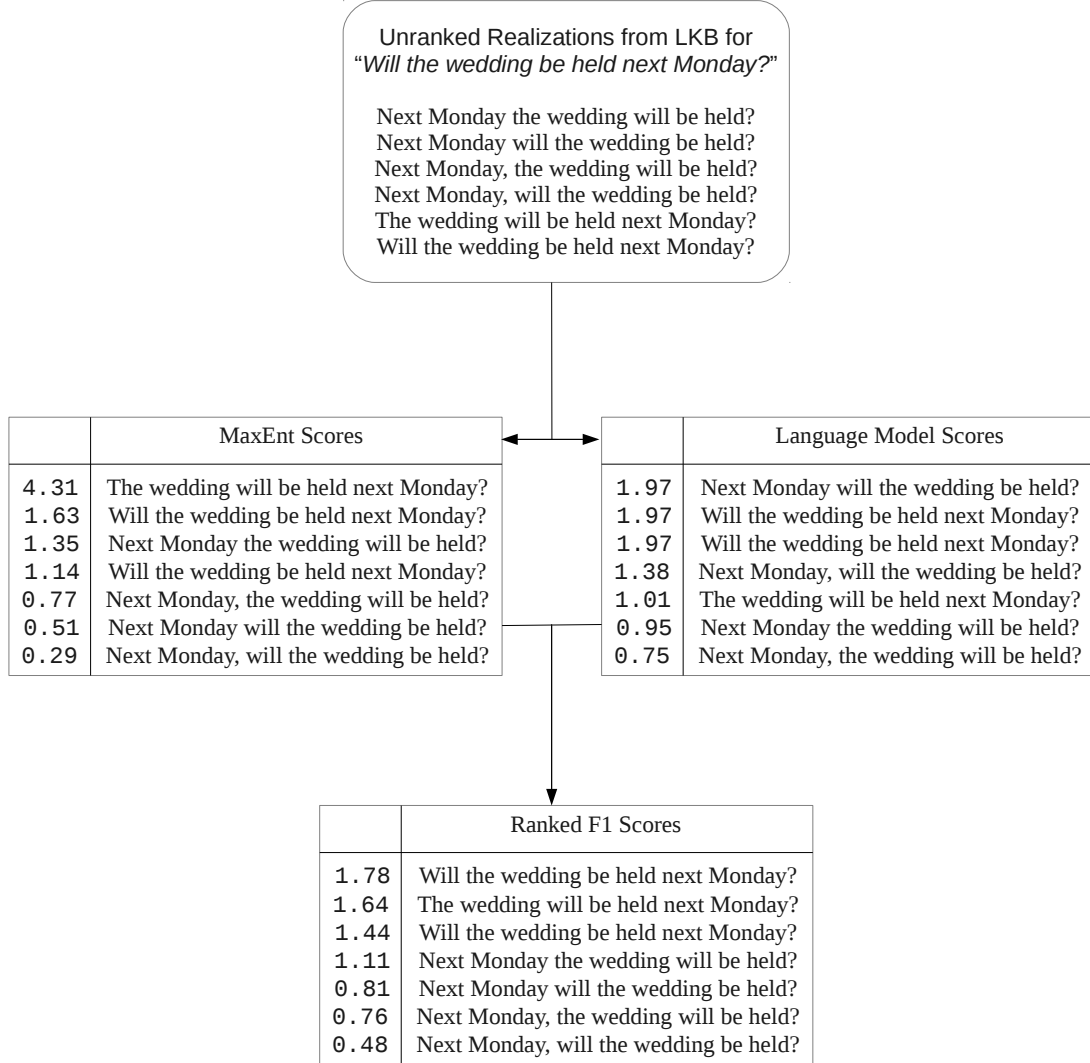 Unranked Realizations from LKB for
“Will the wedding be held next Monday?”
Next Monday the wedding will be held?
Next Monday will the wedding be held?
Next Monday, the wedding will be held?
Next Monday, will the wedding be held?
The wedding will be held next Monday?
Will the wedding be held next Monday?
MaxEnt Scores
4.31 The wedding will be held next Monday?
1.63 Will the wedding be held next Monday?
1.35 Next Monday the wedding will be held?
1.14 Will the wedding be held next Monday?
0.77 Next Monday, the wedding will be held?
0.51 Next Monday will the wedding be held?
0.29 Next Monday, will the wedding be held?
Language Model Scores
1.97 Next Monday will the wedding be held?
1.97 Will the wedding be held next Monday?
1.97 Will the wedding be held next Monday?
1.38 Next Monday, will the wedding be held?
1.01 The wedding will be held next Monday?
0.95 Next Monday the wedding will be held?
0.75 Next Monday, the wedding will be held?
Ranked F1 Scores
1.78 Will the wedding be held next Monday?
1.64 The wedding will be held next Monday?
1.44 Will the wedding be held next Monday?
1.11 Next Monday the wedding will be held?
0.81 Next Monday will the wedding be held?
0.76 Next Monday, the wedding will be held?
0.48 Next Monday, will the wedding be held?